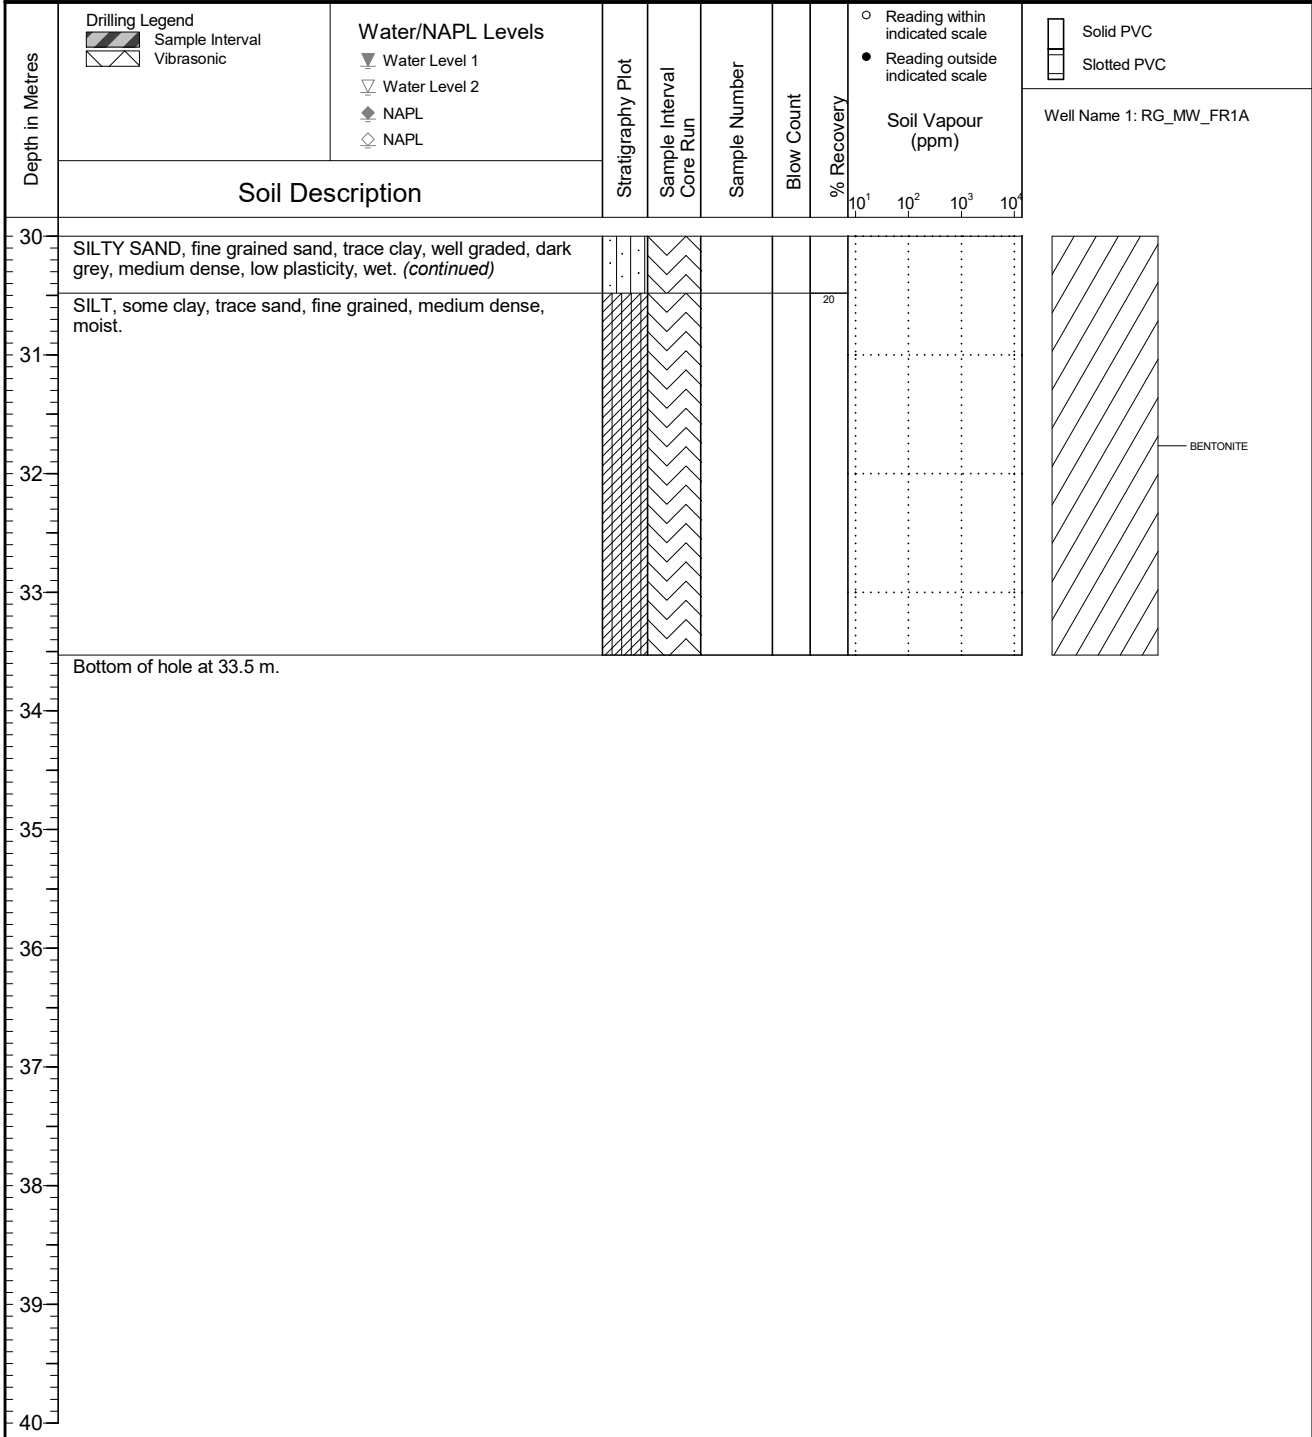 Depth in Metres
Drilling Legend
Sample Interval
Vibrasonic
Water/NAPL Levels
Water Level 1
Water Level 2
NAPL
NAPL
Soil Description
Stratigraphy Plot
Sample Interval
Core Run
Sample Number
Blow Count
% Recovery
Reading within
indicated scale
Reading outside
indicated scale
Soil Vapour
(ppm)
10¹ 10² 10³ 10⁴
Solid PVC
Slotted PVC
Well Name 1: RG_MW_FR1A
30
SILTY SAND, fine grained sand, trace clay, well graded, dark
grey, medium dense, low plasticity, wet. (continued)
SILT, some clay, trace sand, fine grained, medium dense,
moist.
20
31
BENTONITE
32
33
Bottom of hole at 33.5 m.
34
35
36
37
38
39
40